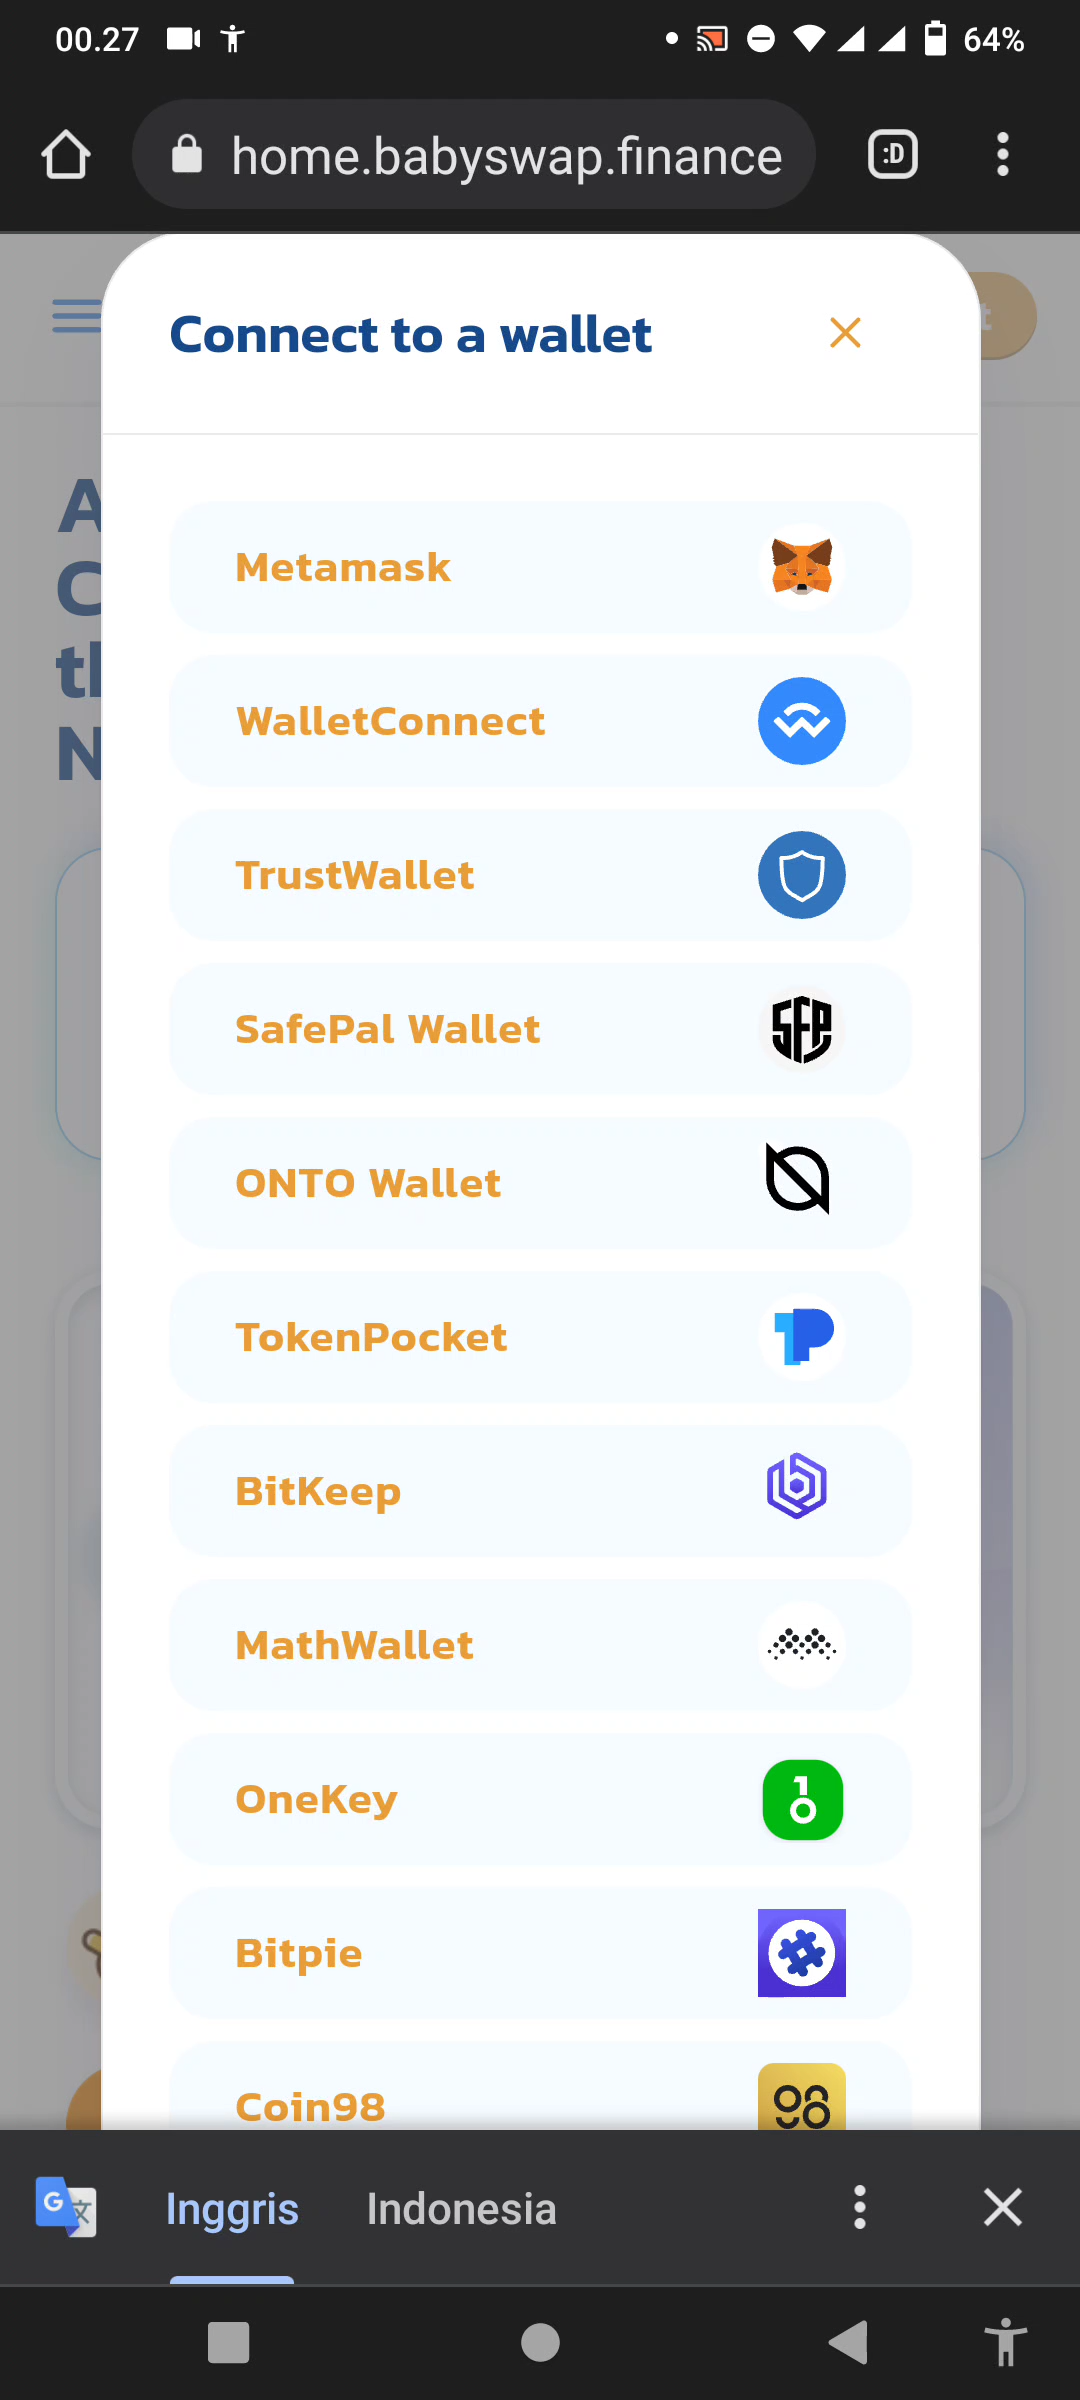 00.27
64%
home.babyswap.finance
:D
Connect to a wallet
Metamask
WalletConnect
TrustWallet
SafePal Wallet
ONTO Wallet
TokenPocket
BitKeep
MathWallet
OneKey
Bitpie
Coin98
Inggris
Indonesia